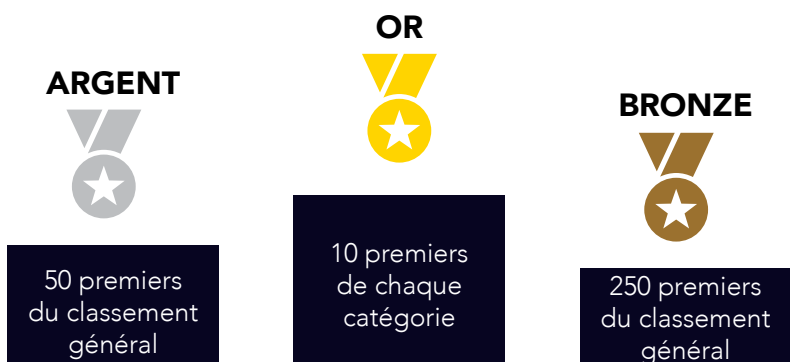 ARGENT
50 premiers
du classement
général
OR
10 premiers
de chaque
catégorie
BRONZE
250 premiers
du classement
général